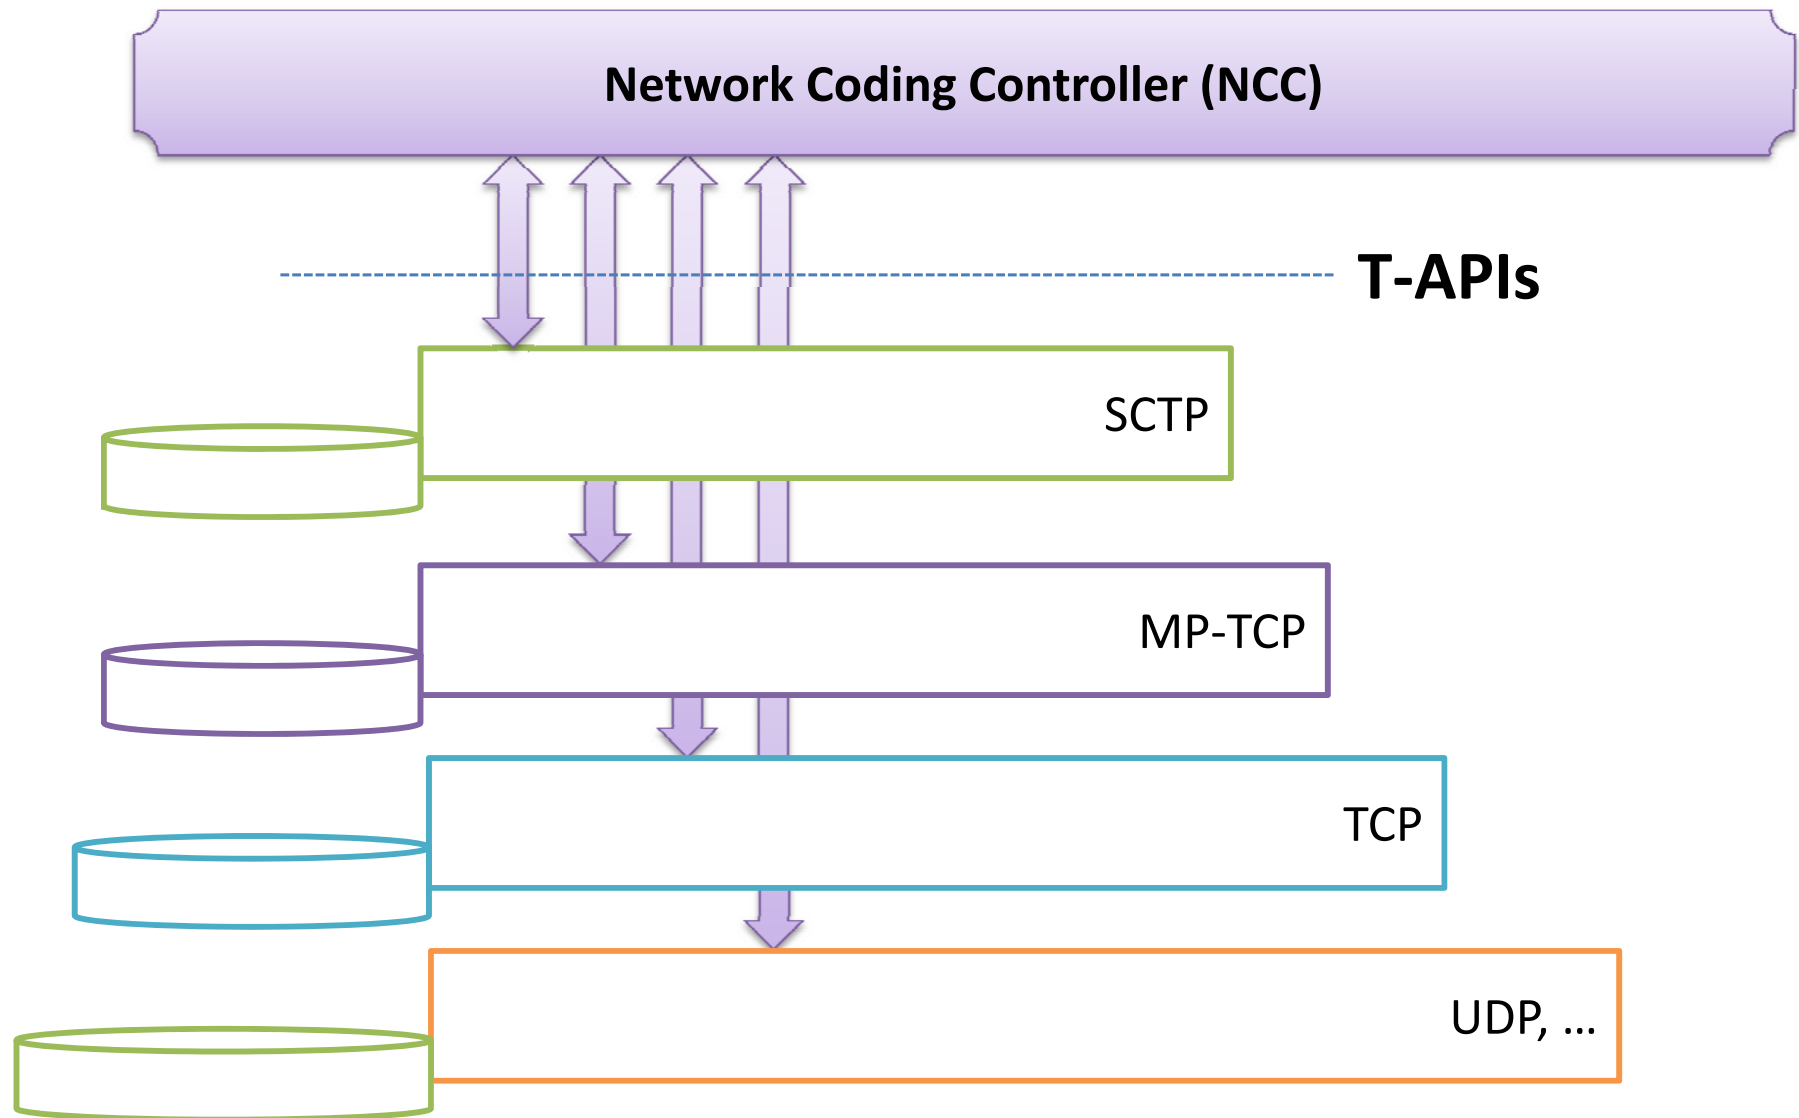 Network Coding Controller (NCC)
T-APIs
SCTP
MP-TCP
TCP
UDP, ...